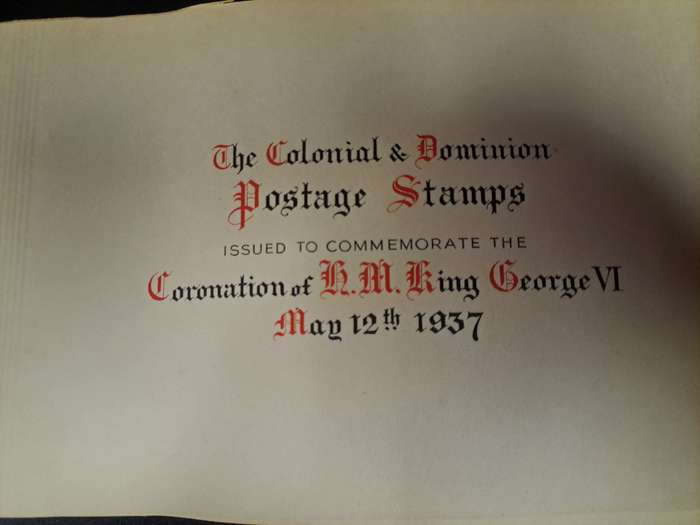 The Colonial & Dominion
Postage Stamps
ISSUED TO COMMEMORATE THE
Coronation of H.M. King George VI
May 12th 1937